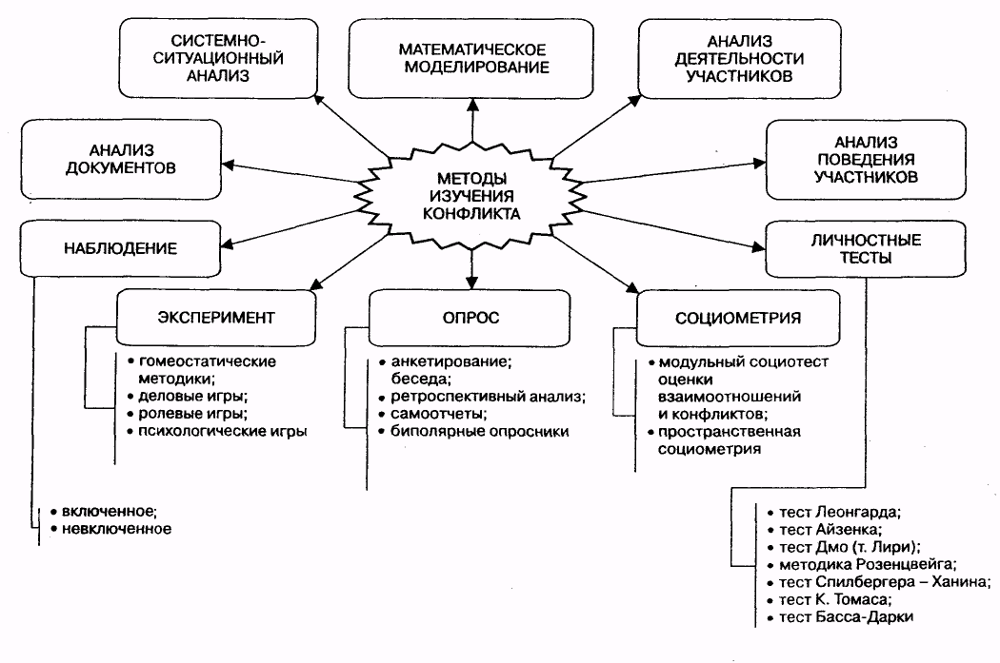 СИСТЕМНО-
СИТУАЦИОННЫЙ
АНАЛИЗ
МАТЕМАТИЧЕСКОЕ
МОДЕЛИРОВАНИЕ
АНАЛИЗ
ДЕЯТЕЛЬНОСТИ
УЧАСТНИКОВ
АНАЛИЗ
ДОКУМЕНТОВ
МЕТОДЫ
ИЗУЧЕНИЯ
КОНФЛИКТА
АНАЛИЗ
ПОВЕДЕНИЯ
УЧАСТНИКОВ
НАБЛЮДЕНИЕ
ЛИЧНОСТНЫЕ
ТЕСТЫ
ЭКСПЕРИМЕНТ
ОПРОС
СОЦИОМЕТРИЯ
• гомеостатические
методики;
• деловые игры;
• ролевые игры;
• психологические игры
• анкетирование;
беседа;
• ретроспективный анализ;
• самоотчеты;
• биполярные опросники
• модульный социотест
оценки
взаимоотношений
и конфликтов;
• пространственная
социометрия
• включенное;
• невключенное
• тест Леонгарда;
• тест Айзенка;
• тест Дмо (т. Лири);
• методика Розенцвейга;
• тест Спилбергера – Ханина;
• тест К. Томаса;
• тест Басса-Дарки